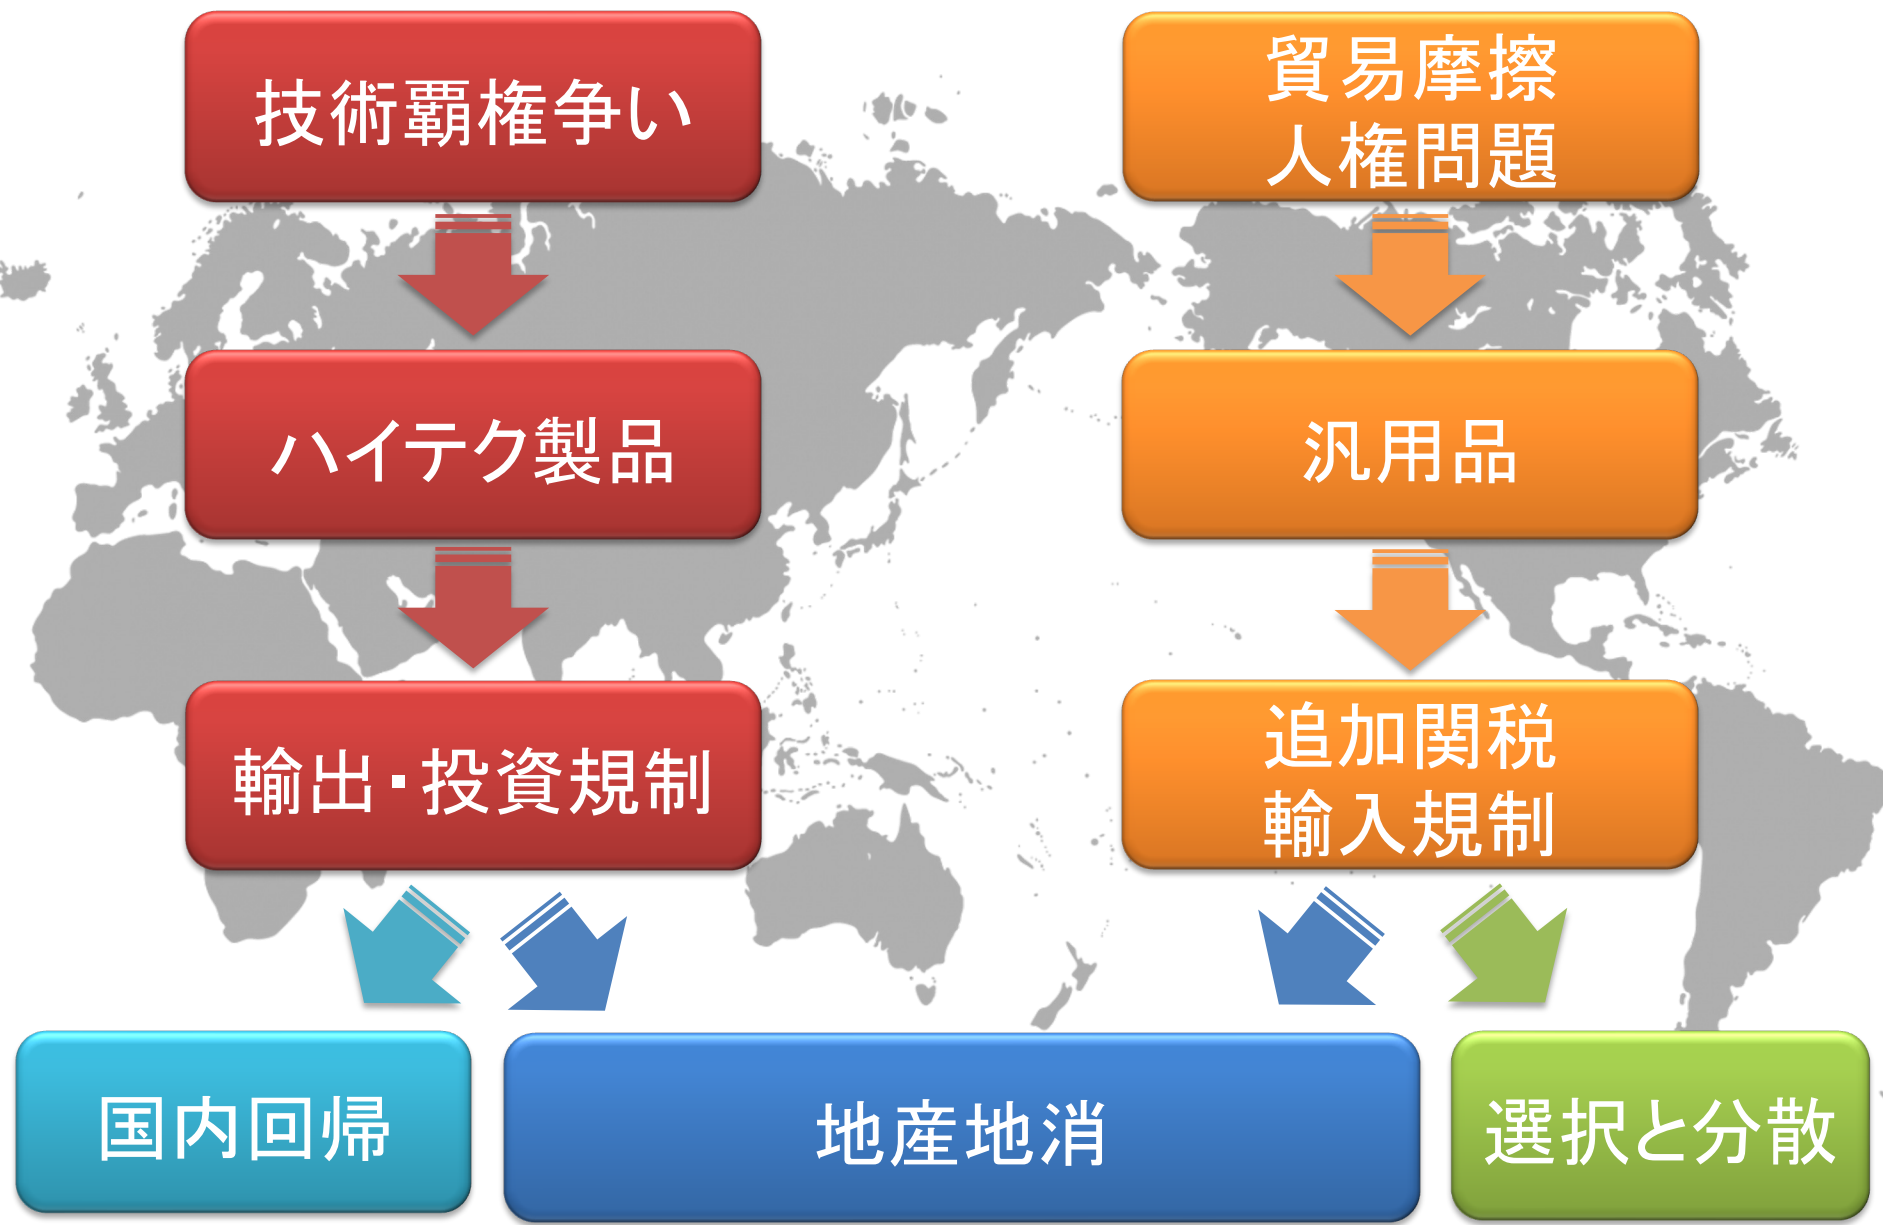 技術覇権争い
貿易摩擦
人権問題
ハイテク製品
汎用品
輸出・投資規制
追加関税
輸入規制
国内回帰
地産地消
選択と分散